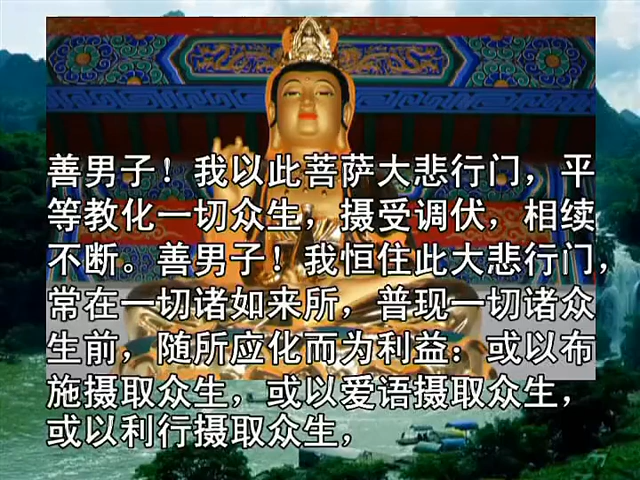 善男子！我以此菩萨大悲行门，平
等教化一切众生，摄受调伏，相续
不断。善男子！我恒住此大悲行门，
常在一切诸如来所，普现一切诸众
生前，随所应化而为利益：或以布
施摄取众生，或以爱语摄取众生，
或以利行摄取众生，